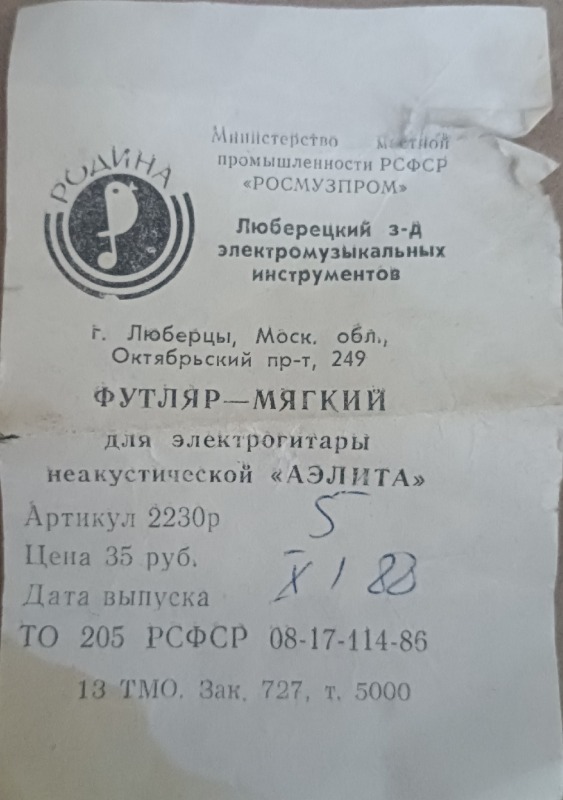 РОДИНА
Министерство местной
промышленности РСФСР
«РОСМУЗПРОМ»
Люберецкий з-д
электромузыкальных
инструментов
г. Люберцы, Моск. обл.,
Октябрьский пр-т, 249
ФУТЛЯР—МЯГКИЙ
для электрогитары
неакустической «АЭЛИТА»
Артикул 2230р 5
Цена 35 руб.
Дата выпуска XI 88
ТО 205 РСФСР 08-17-114-86
13 ТМО. Зак, 727, т. 5000